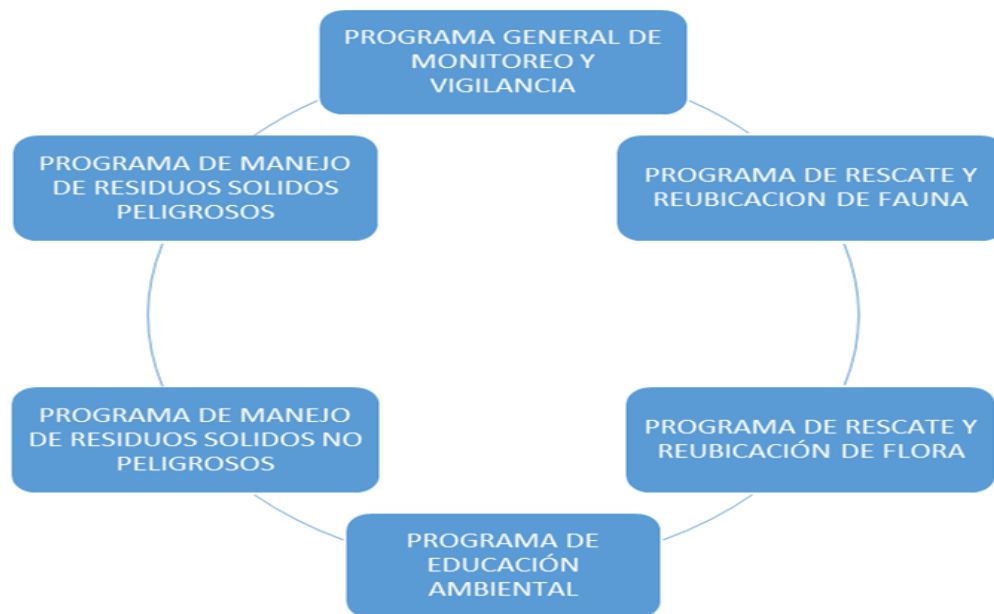 PROGRAMA GENERAL DE
MONITOREO Y
VIGILANCIA
PROGRAMA DE RESCATE Y
REUBICACION DE FAUNA
PROGRAMA DE RESCATE Y
REUBICACIÓN DE FLORA
PROGRAMA DE
EDUCACIÓN
AMBIENTAL
PROGRAMA DE MANEJO
DE RESIDUOS SOLIDOS NO
PELIGROSOS
PROGRAMA DE MANEJO
DE RESIDUOS SOLIDOS
PELIGROSOS